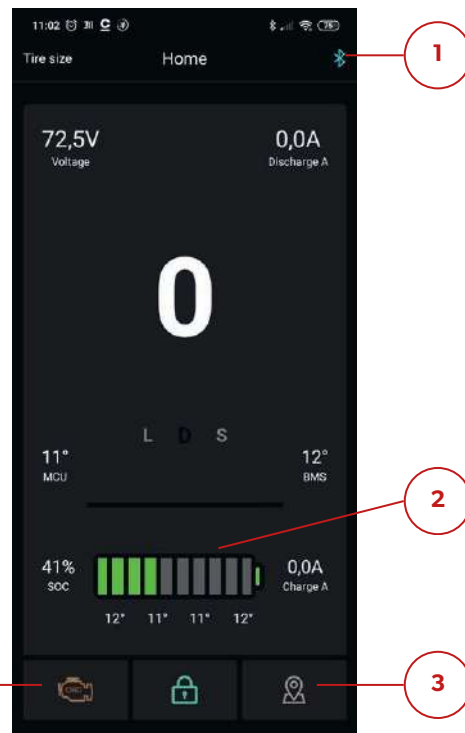 11:02
75
Tire size Home
1
72,5V 0,0A
Voltage Discharge A
0
L D S
11° 12°
MCU BMS
2
41% 0,0A
SOC Charge A
12° 11° 11° 12°
3